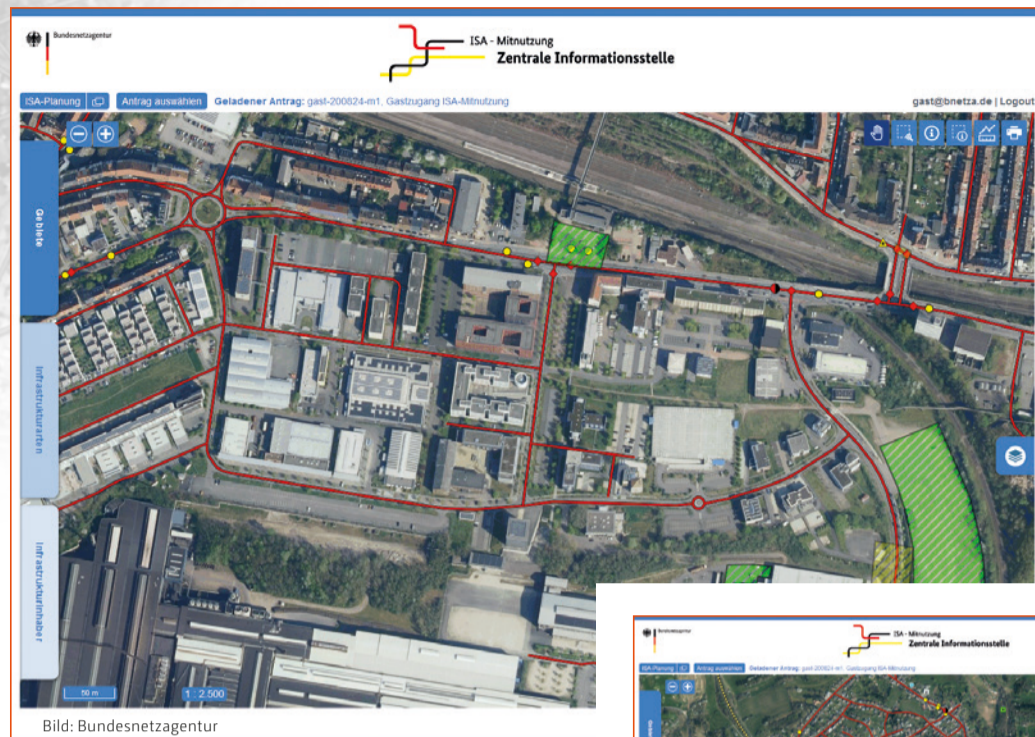 Bundesnetzagentur
ISA - Mitnutzung
Zentrale Informationsstelle
ISA-Planung
Antrag auswählen
Geladener Antrag: gast-200824-m1, Gastzugang ISA-Mitnutzung
gast@bnetza.de | Logout
Gebiete
Infrastrukturarten
Infrastrukturinhaber
50 m
1 : 2.500
Bild: Bundesnetzagentur
Bundesnetzagentur
ISA - Mitnutzung
Zentrale Informationsstelle
ISA-Planung
Antrag auswählen
Geladener Antrag: gast-200824-m1, Gastzugang ISA-Mitnutzung